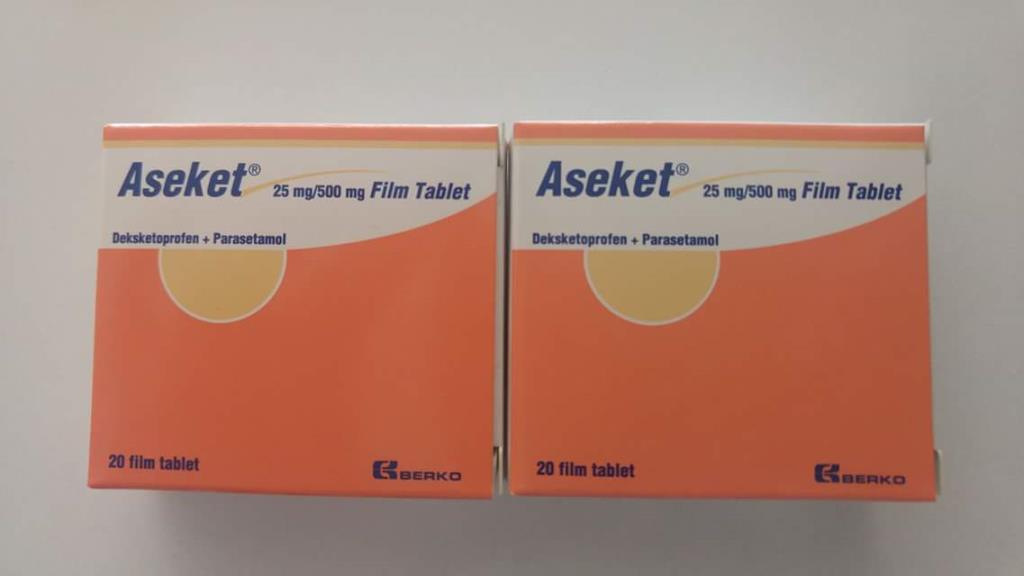 Aseket®
25 mg/500 mg Film Tablet
Deksketoprofen + Parasetamol
20 film tablet
BERKO
Aseket®
25 mg/500 mg Film Tablet
Deksketoprofen + Parasetamol
20 film tablet
BERKO